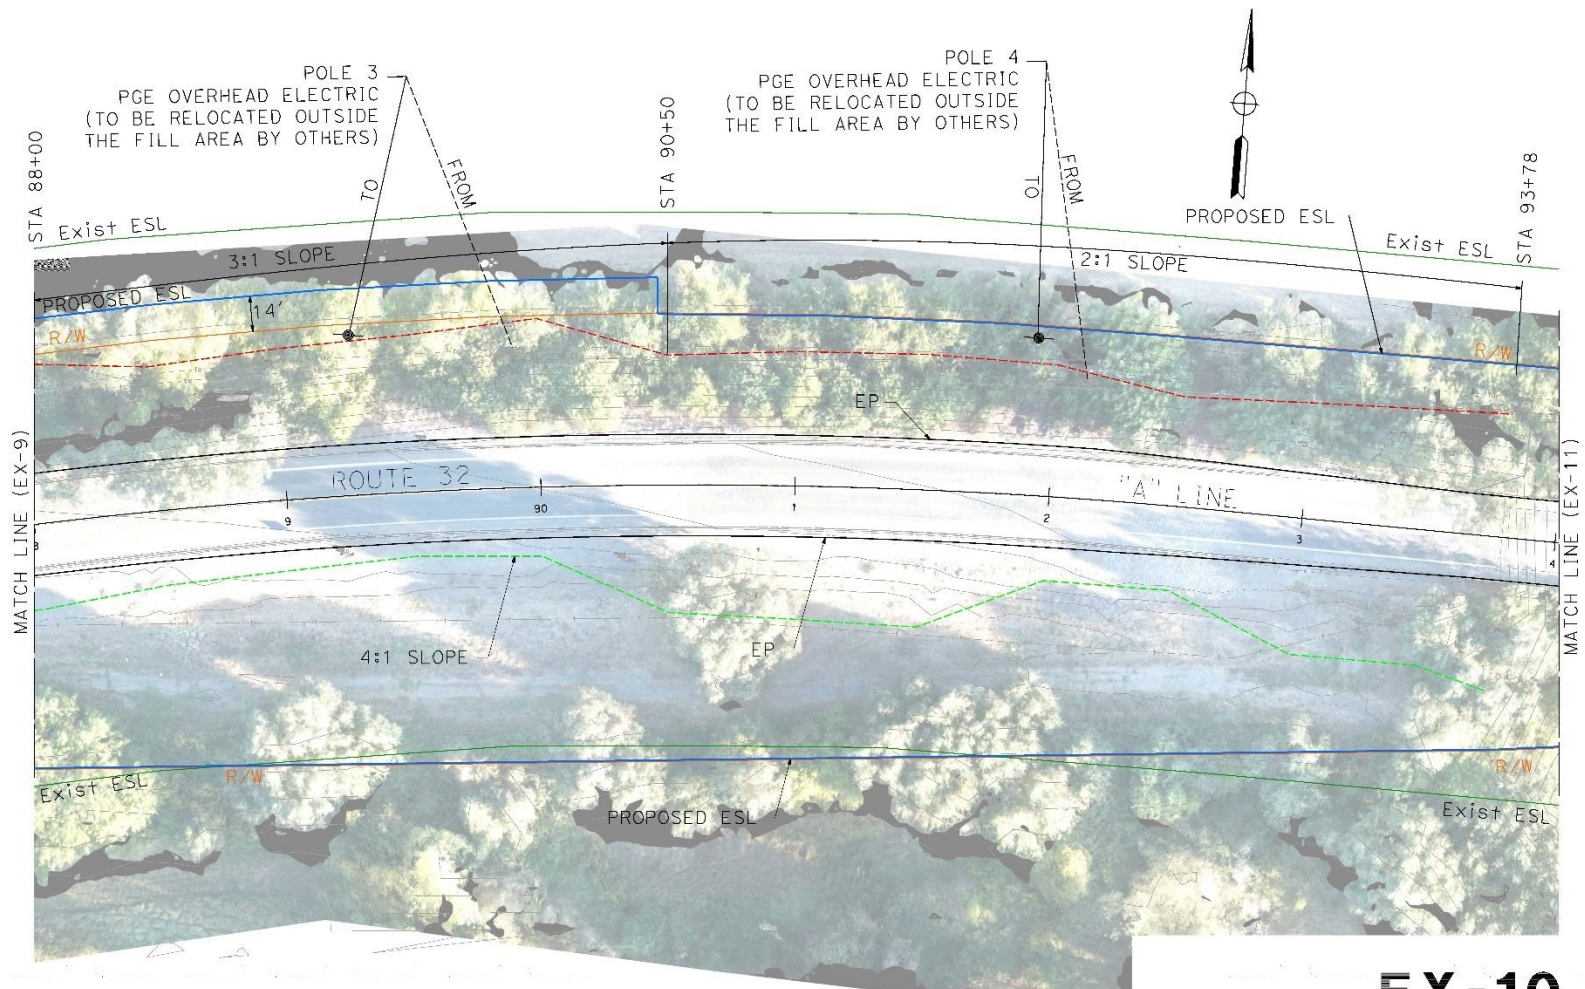 POLE 3
PGE OVERHEAD ELECTRIC
(TO BE RELOCATED OUTSIDE
THE FILL AREA BY OTHERS)
POLE 4
PGE OVERHEAD ELECTRIC
(TO BE RELOCATED OUTSIDE
THE FILL AREA BY OTHERS)
STA 88+00
STA 90+50
STA 93+78
TO
FROM
TO
FROM
PROPOSED ESL
Exist ESL
Exist ESL
3:1 SLOPE
2:1 SLOPE
PROPOSED ESL
14'
R/W
R/W
EP
MATCH LINE (EX-9)
MATCH LINE (EX-11)
ROUTE 32
"A" LINE
8
9
90
1
2
3
4
4:1 SLOPE
EP
Exist ESL
R/W
R/W
PROPOSED ESL
Exist ESL
EX-10